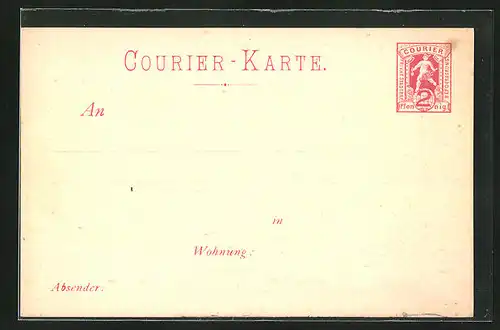 COURIER-KARTE.
COURIER
2
Pfennig
An
in
Wohnung:
Absender: